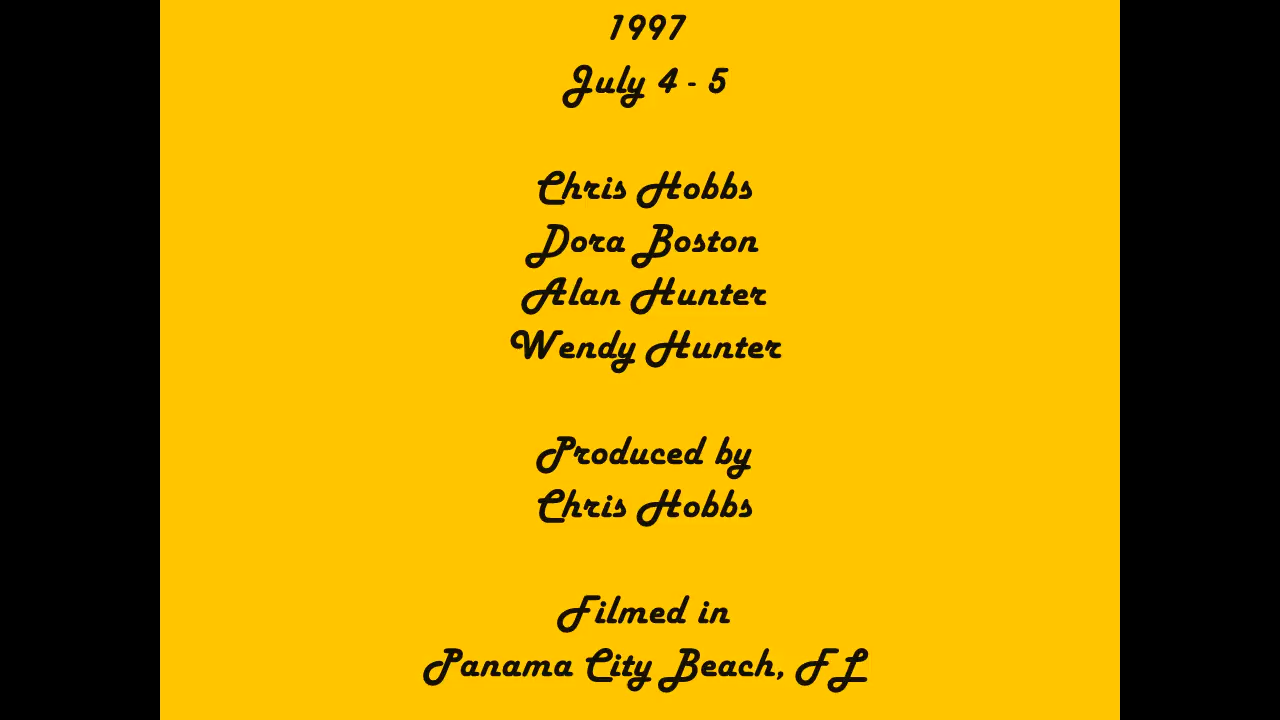 1997
July 4 - 5
Chris Hobbs
Dora Boston
Alan Hunter
Wendy Hunter
Produced by
Chris Hobbs
Filmed in
Panama City Beach, FL